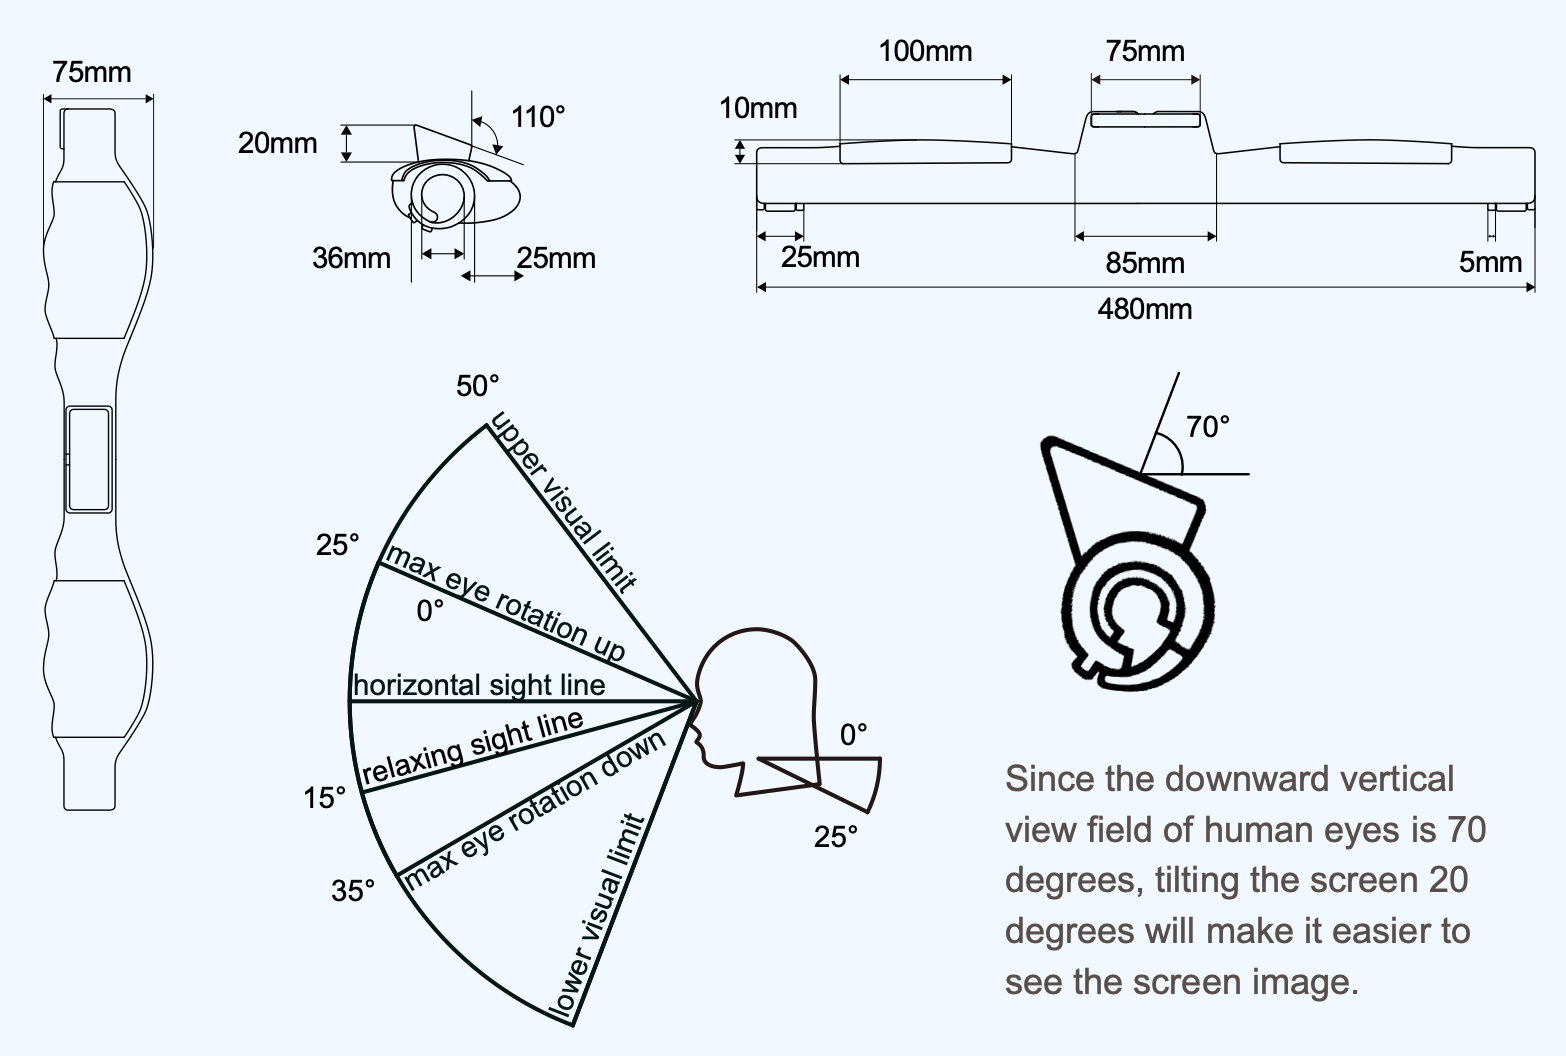 75mm
20mm
110°
36mm
25mm
100mm
75mm
10mm
25mm
85mm
5mm
480mm
50°
upper visual limit
25°
max eye rotation up
0°
horizontal sight line
relaxing sight line
15°
max eye rotation down
35°
lower visual limit
0°
25°
70°
Since the downward vertical
view field of human eyes is 70
degrees, tilting the screen 20
degrees will make it easier to
see the screen image.